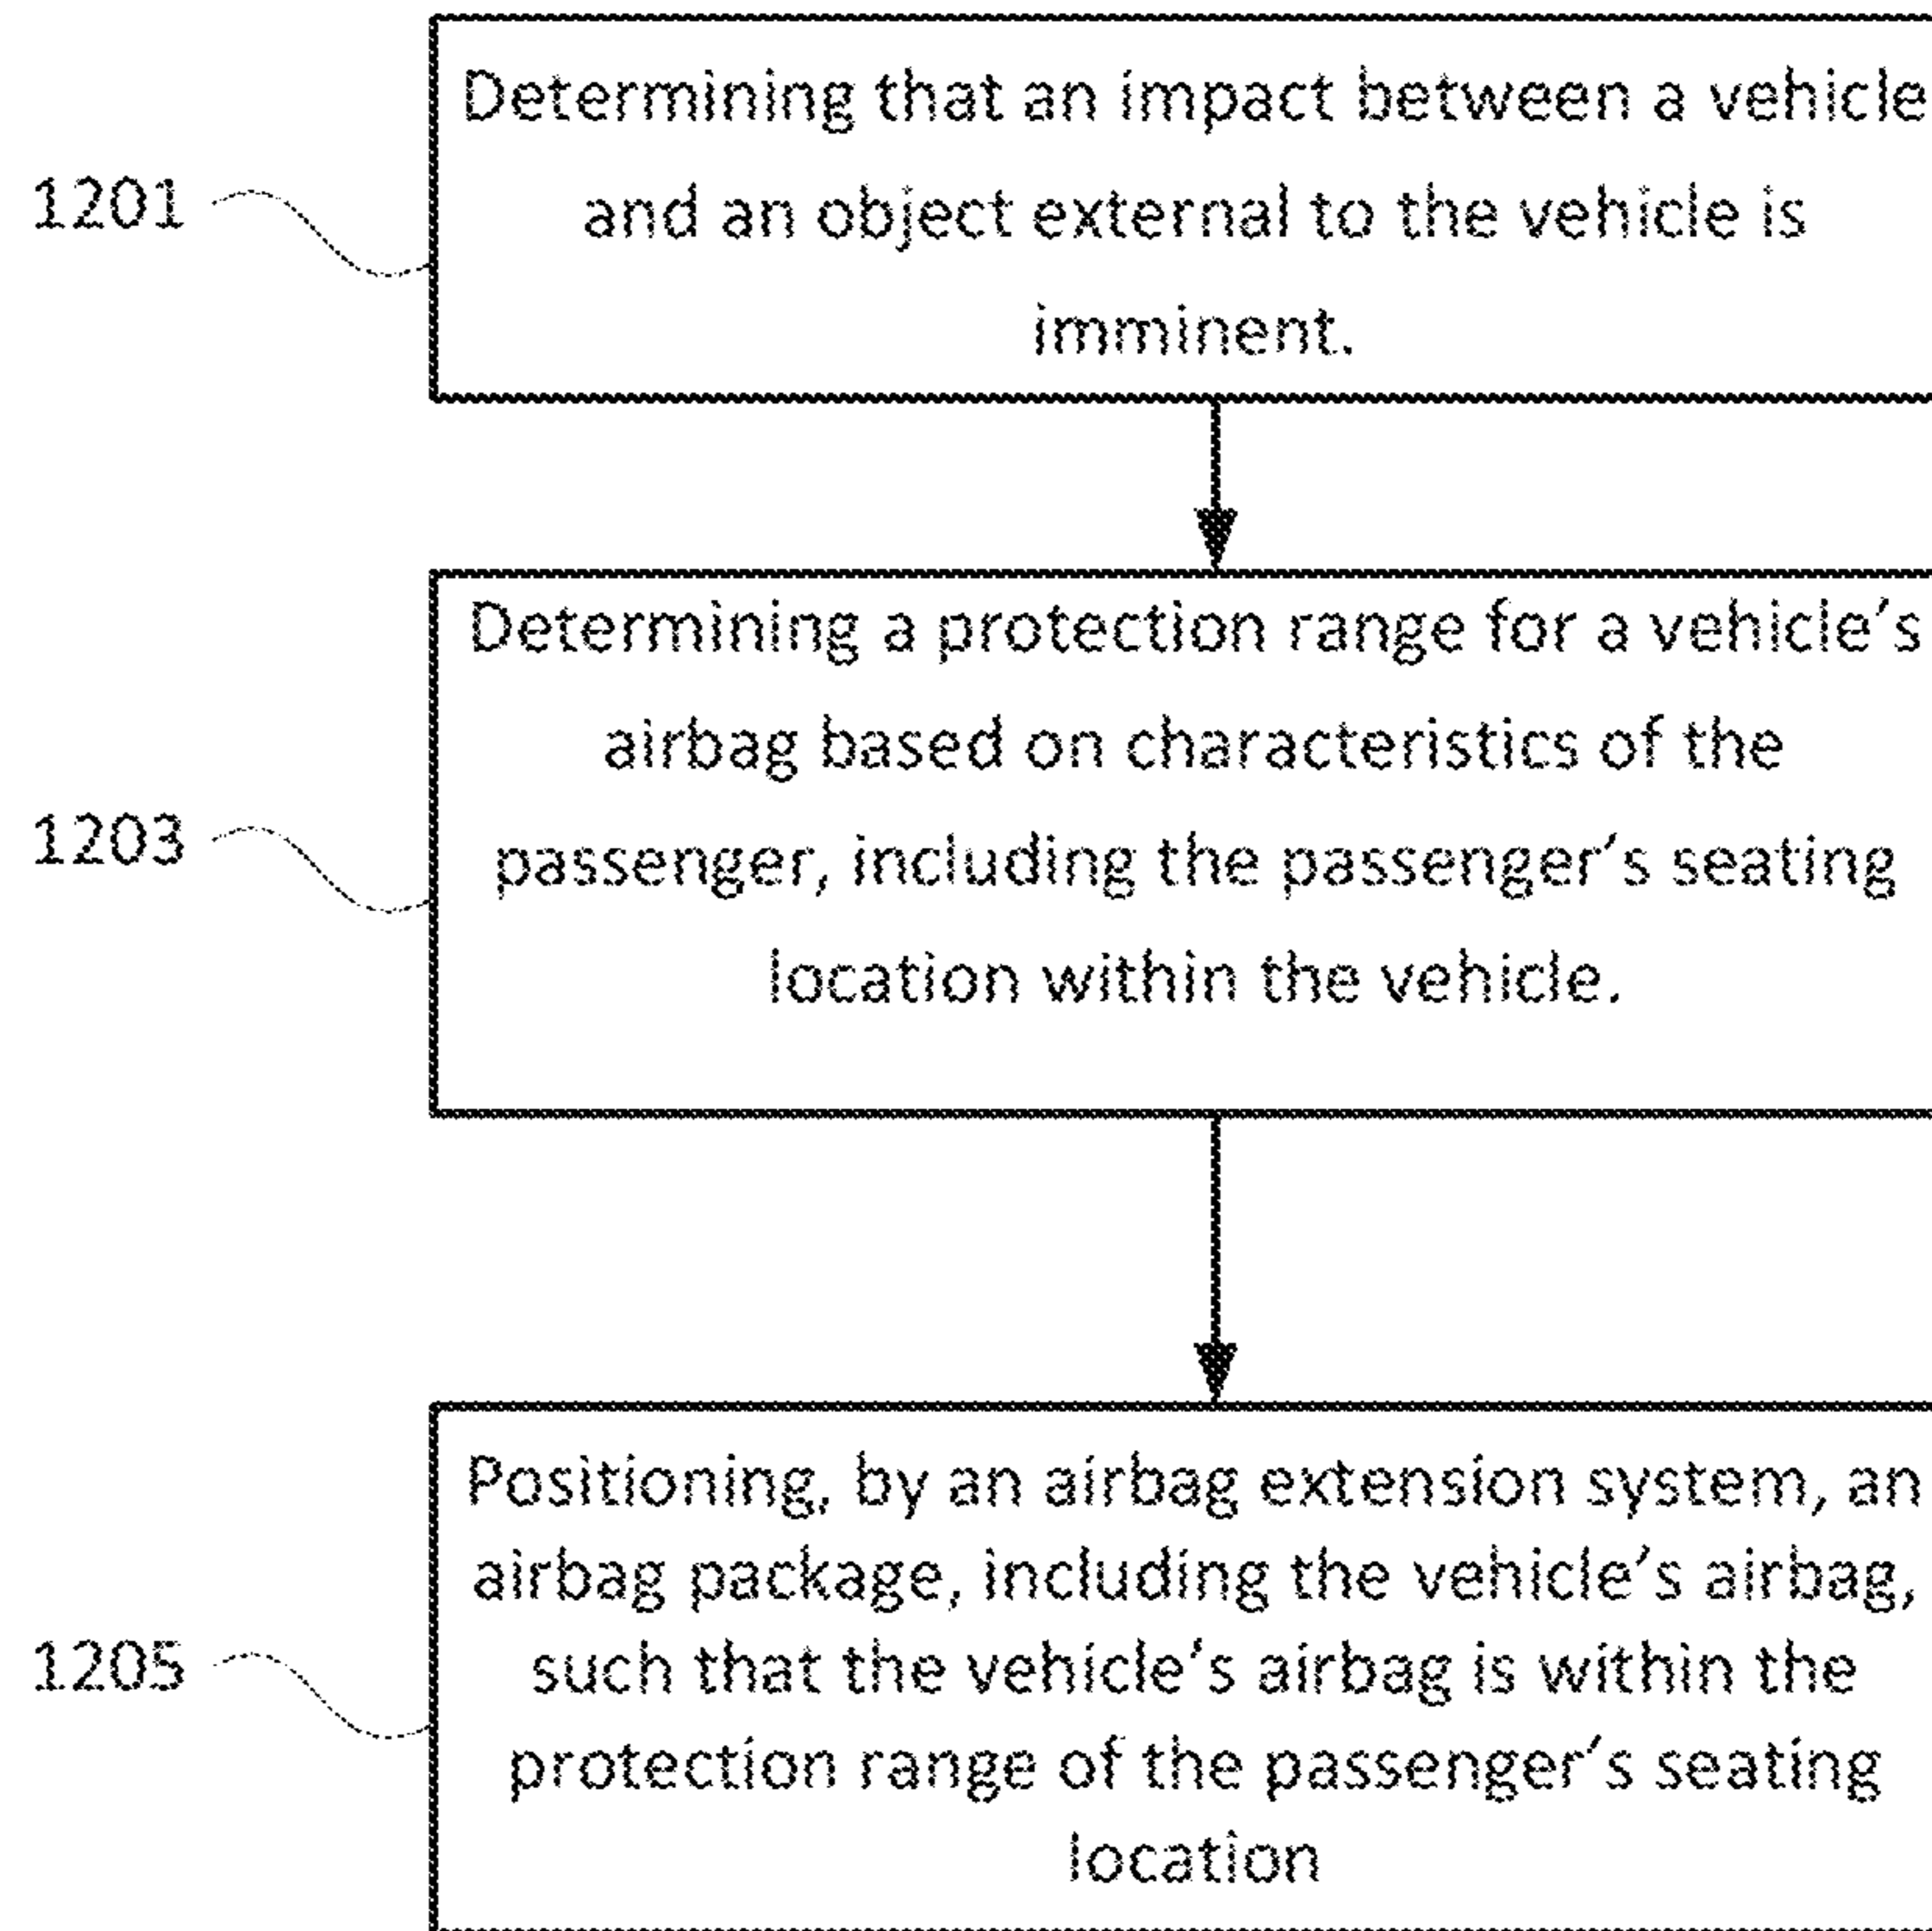 Determining that an impact between a vehicle
1201
and an object external to the vehicle is
imminent.
Determining a protection range for a vehicle's
airbag based on characteristics of the
1203
passenger, including the passenger's seating
location within the vehicle.
Positioning, by an airbag extension system, an
airbag package, including the vehicle's airbag,
1205
such that the vehicle's airbag is within the
protection range of the passenger's seating
location